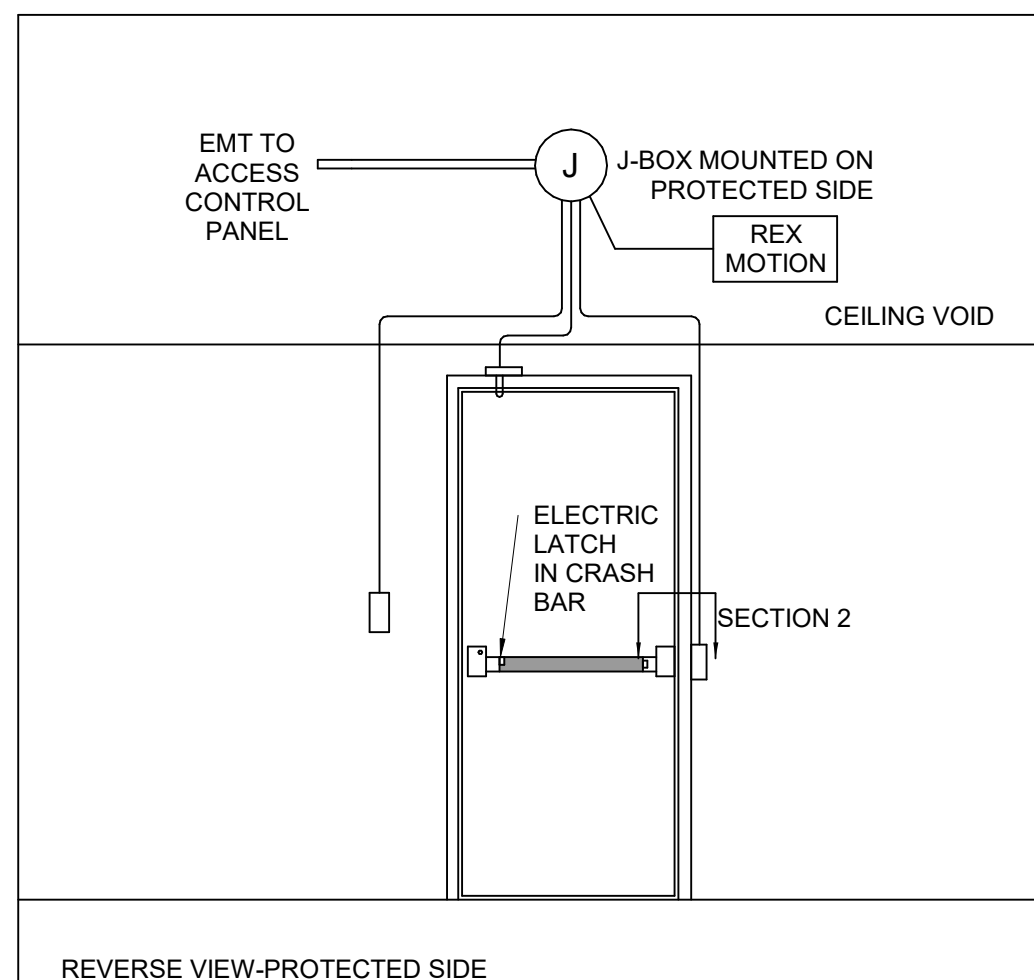 EMT TO
ACCESS
CONTROL
PANEL
J
J-BOX MOUNTED ON
PROTECTED SIDE
REX
MOTION
CEILING VOID
ELECTRIC
LATCH
IN CRASH
BAR
SECTION 2
REVERSE VIEW-PROTECTED SIDE